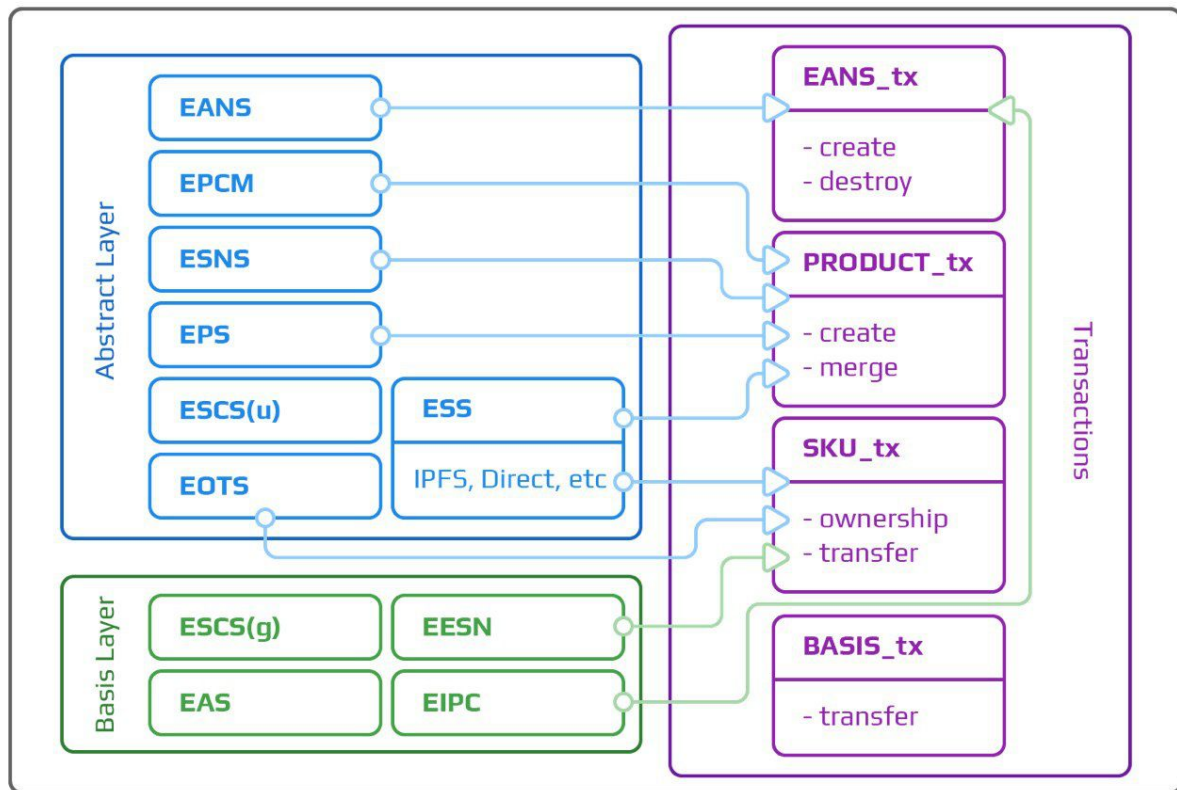 Abstract Layer
EANS
EPCM
ESNS
EPS
ESCS(u)
EOTS
ESS
IPFS, Direct, etc
Basis Layer
ESCS(g)
EESN
EAS
EIPC
EANS_tx
- create
- destroy
PRODUCT_tx
- create
- merge
SKU_tx
- ownership
- transfer
BASIS_tx
- transfer
Transactions